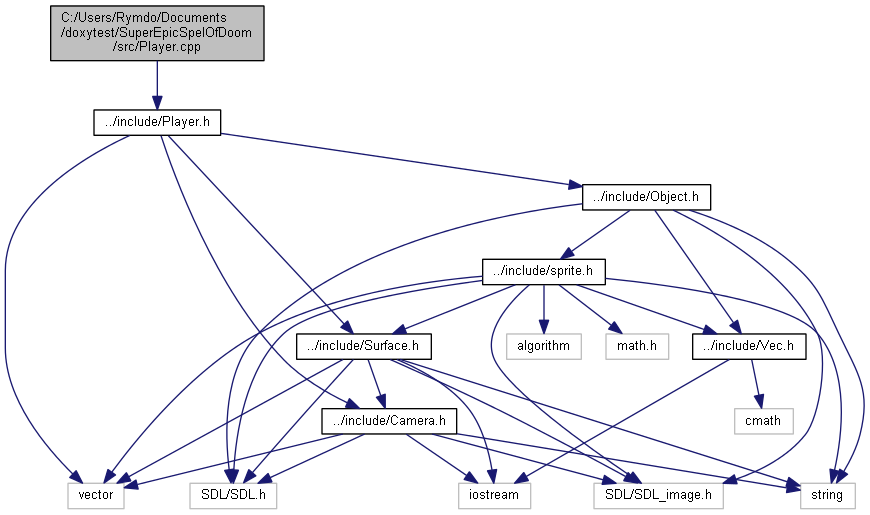 C:/Users/Rymdo/Documents
/doxytest/SuperEpicSpelOfDoom
/src/Player.cpp
../include/Player.h
../include/Object.h
../include/sprite.h
../include/Surface.h
algorithm
math.h
../include/Vec.h
../include/Camera.h
cmath
vector
SDL/SDL.h
iostream
SDL/SDL_image.h
string